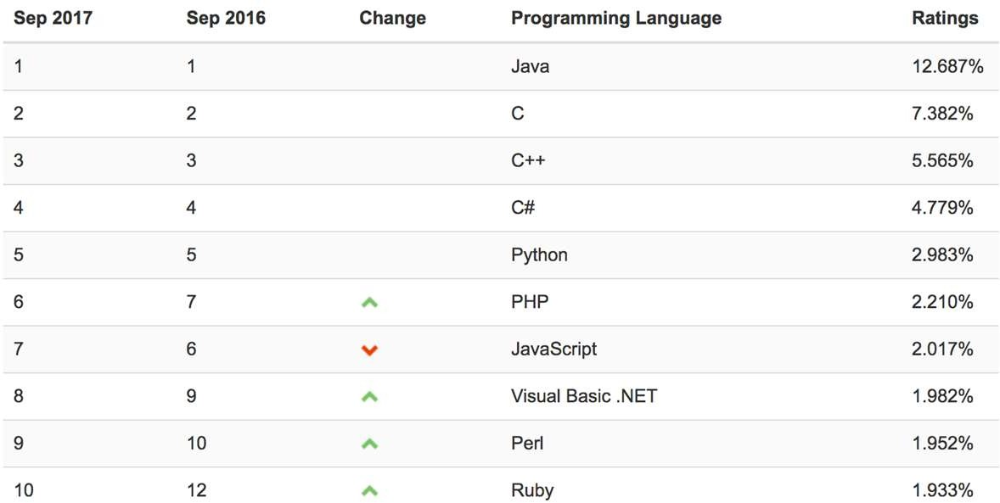 Sep 2017 Sep 2016 Change Programming Language Ratings
1 1 Java 12.687%
2 2 C 7.382%
3 3 C++ 5.565%
4 4 C# 4.779%
5 5 Python 2.983%
6 7 PHP 2.210%
7 6 JavaScript 2.017%
8 9 Visual Basic .NET 1.982%
9 10 Perl 1.952%
10 12 Ruby 1.933%